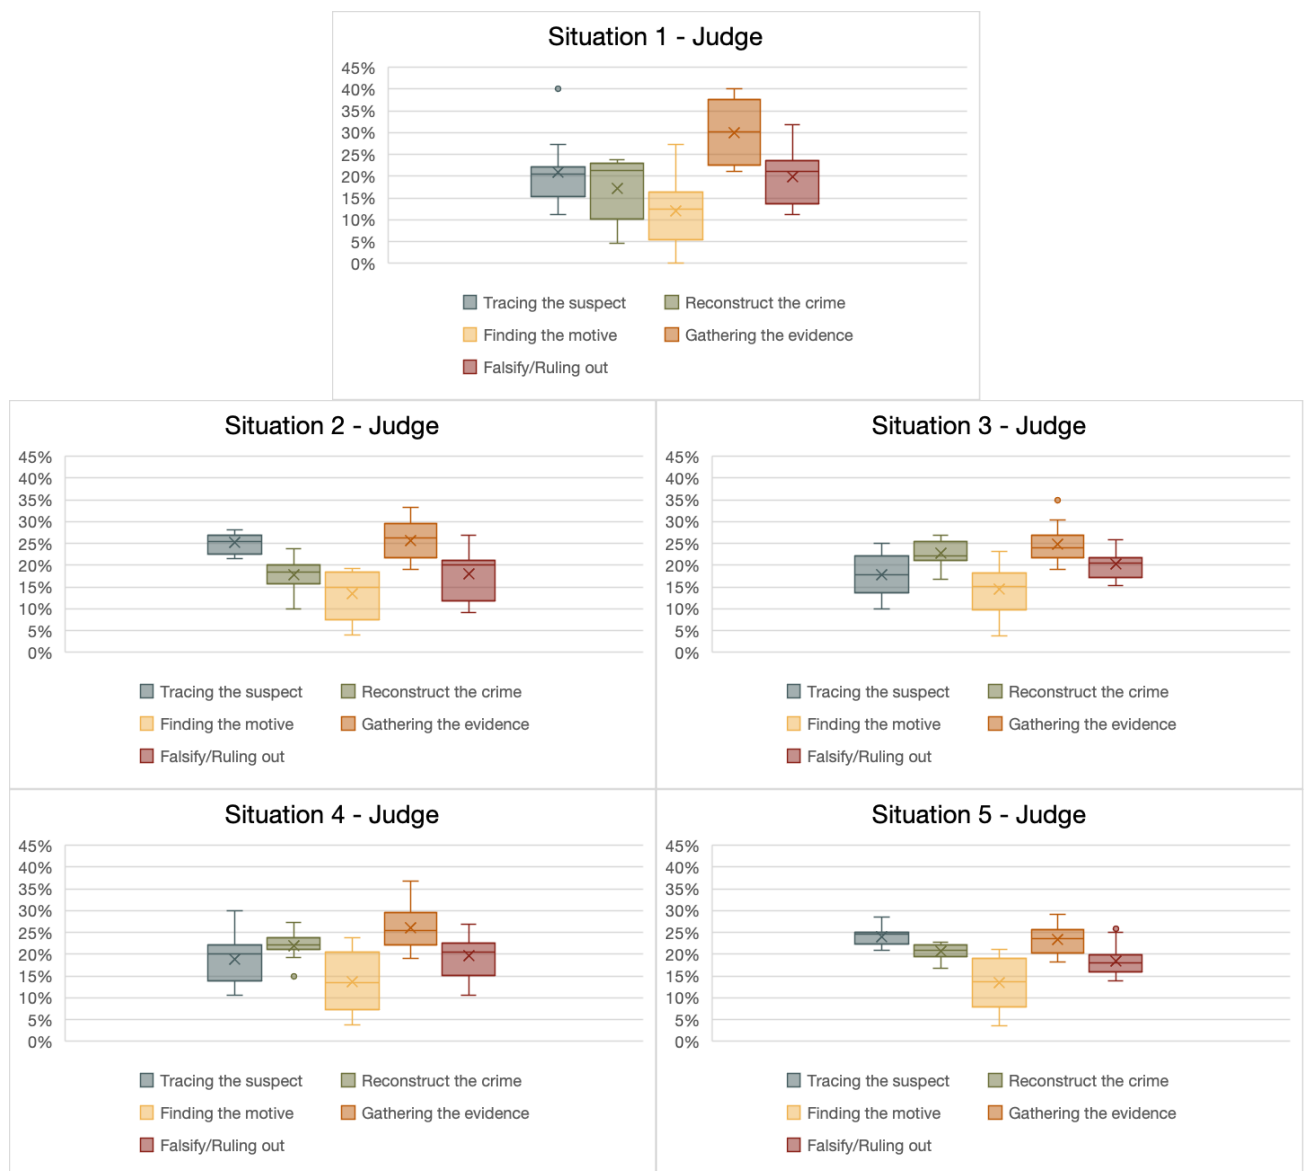 Situation 1 - Judge
45%
40%
35%
30%
25%
20%
15%
10%
5%
0%
Tracing the suspect Reconstruct the crime
Finding the motive Gathering the evidence
Falsify/Ruling out
Situation 2 - Judge
45%
40%
35%
30%
25%
20%
15%
10%
5%
0%
Tracing the suspect Reconstruct the crime
Finding the motive Gathering the evidence
Falsify/Ruling out
Situation 3 - Judge
45%
40%
35%
30%
25%
20%
15%
10%
5%
0%
Tracing the suspect Reconstruct the crime
Finding the motive Gathering the evidence
Falsify/Ruling out
Situation 4 - Judge
45%
40%
35%
30%
25%
20%
15%
10%
5%
0%
Tracing the suspect Reconstruct the crime
Finding the motive Gathering the evidence
Falsify/Ruling out
Situation 5 - Judge
45%
40%
35%
30%
25%
20%
15%
10%
5%
0%
Tracing the suspect Reconstruct the crime
Finding the motive Gathering the evidence
Falsify/Ruling out